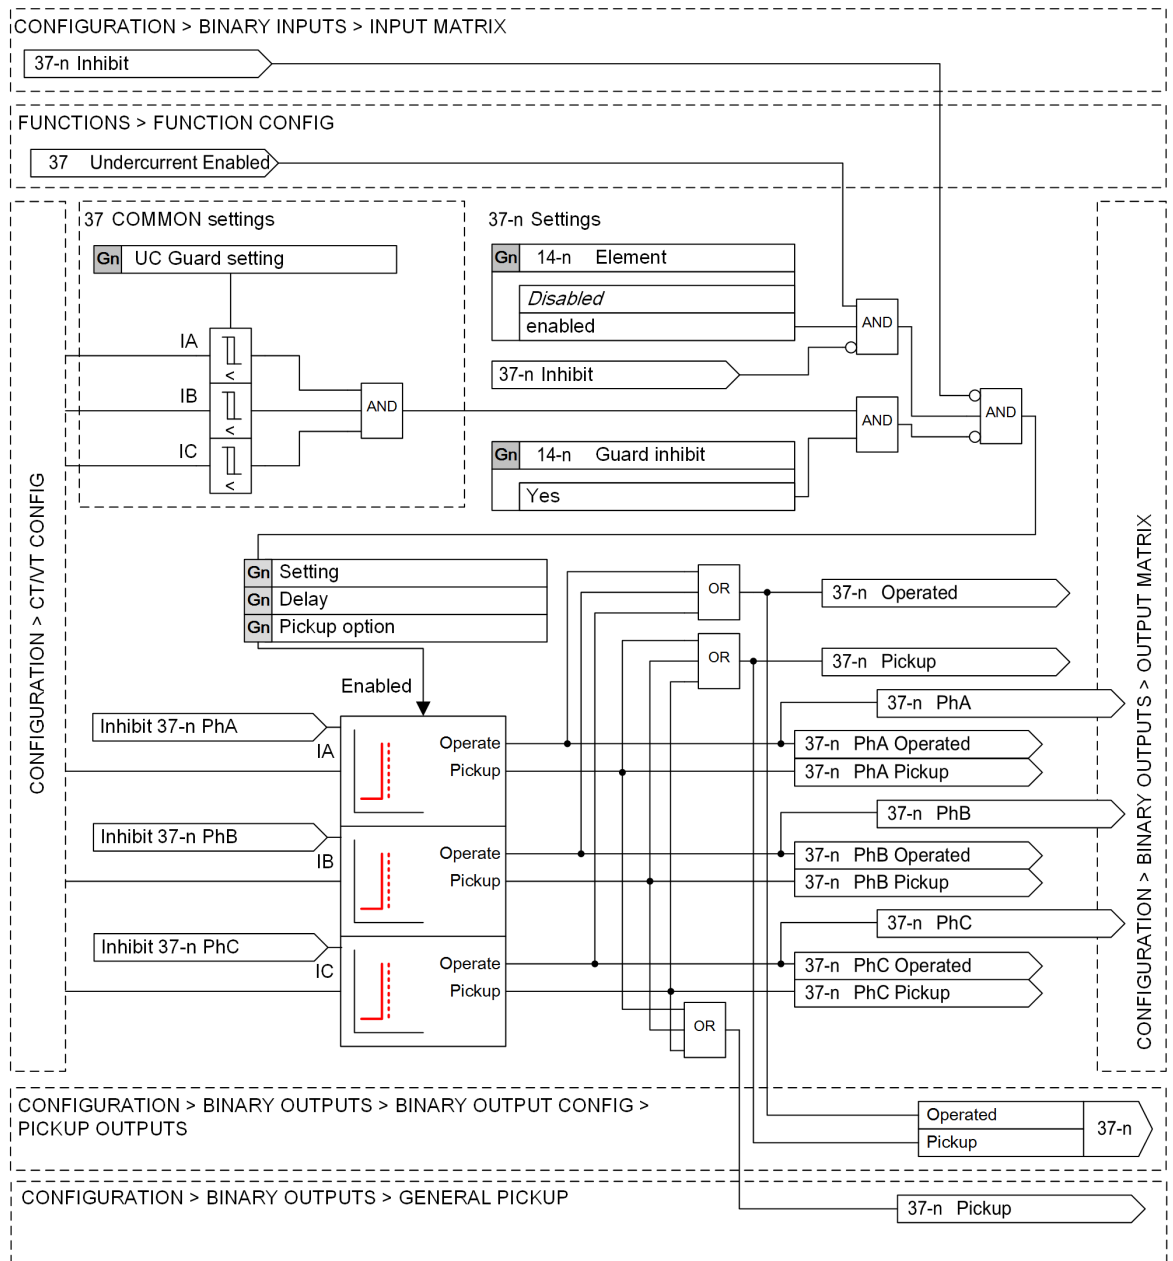 CONFIGURATION > BINARY INPUTS > INPUT MATRIX
37-n Inhibit
FUNCTIONS > FUNCTION CONFIG
37 Undercurrent Enabled
37 COMMON settings
Gn UC Guard setting
IA
<
IB
<
IC
<
AND
37-n Settings
Gn 14-n Element
Disabled
enabled
37-n Inhibit
AND
AND
AND
Gn 14-n Guard inhibit
Yes
CONFIGURATION > CT/VT CONFIG
CONFIGURATION > BINARY OUTPUTS > OUTPUT MATRIX
Gn Setting
Gn Delay
Gn Pickup option
Enabled
OR
37-n Operated
OR
37-n Pickup
Inhibit 37-n PhA
IA
Operate
Pickup
37-n PhA
37-n PhA Operated
37-n PhA Pickup
Inhibit 37-n PhB
IB
Operate
Pickup
37-n PhB
37-n PhB Operated
37-n PhB Pickup
Inhibit 37-n PhC
IC
Operate
Pickup
37-n PhC
37-n PhC Operated
37-n PhC Pickup
OR
CONFIGURATION > BINARY OUTPUTS > BINARY OUTPUT CONFIG >
PICKUP OUTPUTS
Operated
Pickup
37-n
CONFIGURATION > BINARY OUTPUTS > GENERAL PICKUP
37-n Pickup